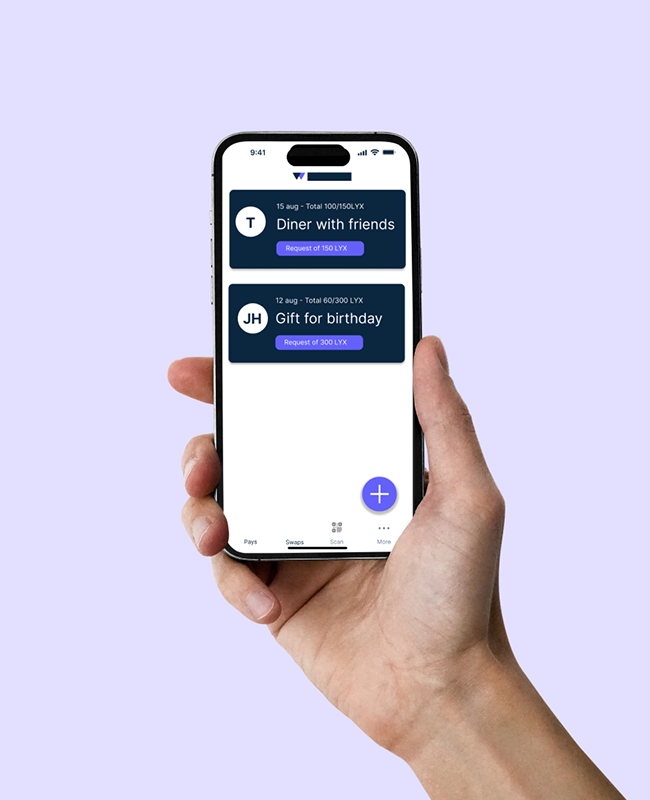 9:41
15 aug - Total 100/150LYX
T
Diner with friends
Request of 150 LYX
12 aug - Total 60/300 LYX
JH
Gift for birthday
Request of 300 LYX
Pays
Swaps
Scan
More